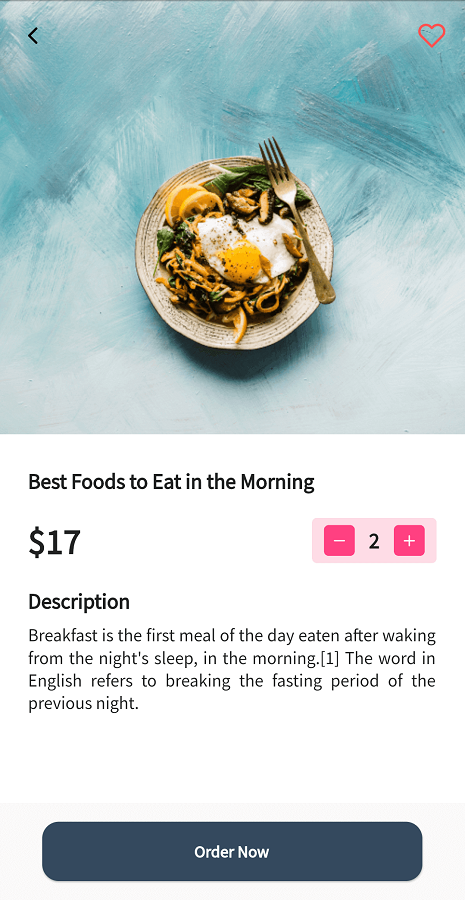 Best Foods to Eat in the Morning
$17
2
Description
Breakfast is the first meal of the day eaten after waking
from the night's sleep, in the morning.[1] The word in
English refers to breaking the fasting period of the
previous night.
Order Now